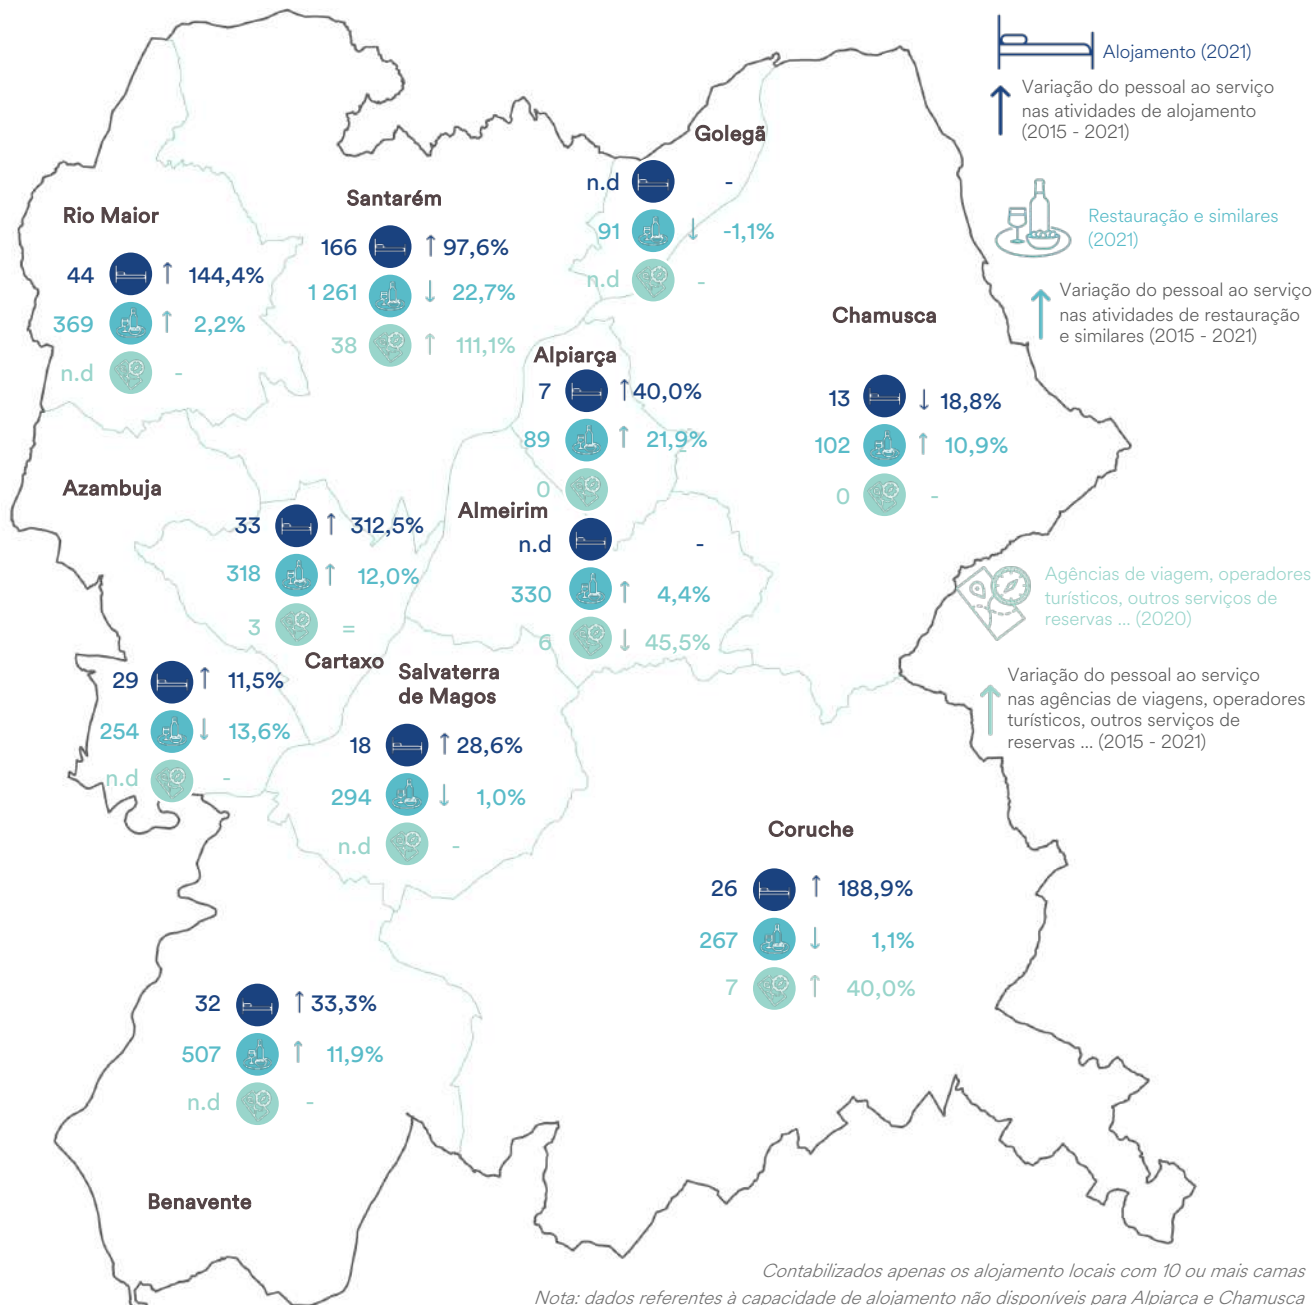 Alojamento (2021)
Variação do pessoal ao serviço
nas atividades de alojamento
(2015 - 2021)
Restauração e similares
(2021)
Variação do pessoal ao serviço
nas atividades de restauração
e similares (2015 - 2021)
Agências de viagem, operadores
turísticos, outros serviços de
reservas ... (2020)
Variação do pessoal ao serviço
nas agências de viagens, operadores
turísticos, outros serviços de
reservas ... (2015 - 2021)
Golegã
n.d -
91 ↓ -1,1%
n.d -
Rio Maior
44 ↑ 144,4%
369 ↑ 2,2%
n.d -
Santarém
166 ↑ 97,6%
1 261 ↓ 22,7%
38 ↑ 111,1%
Chamusca
13 ↓ 18,8%
102 ↑ 10,9%
0 -
Alpiarça
7 ↑ 40,0%
89 ↑ 21,9%
0
Almeirim
n.d -
330 ↑ 4,4%
6 ↓ 45,5%
Azambuja
29 ↑ 11,5%
254 ↓ 13,6%
n.d -
33 ↑ 312,5%
318 ↑ 12,0%
3 =
Cartaxo
Salvaterra
de Magos
18 ↑ 28,6%
294 ↓ 1,0%
n.d -
Coruche
26 ↑ 188,9%
267 ↓ 1,1%
7 ↑ 40,0%
32 ↑ 33,3%
507 ↑ 11,9%
n.d -
Benavente
Contabilizados apenas os alojamento locais com 10 ou mais camas
Nota: dados referentes à capacidade de alojamento não disponíveis para Alpiarça e Chamusca